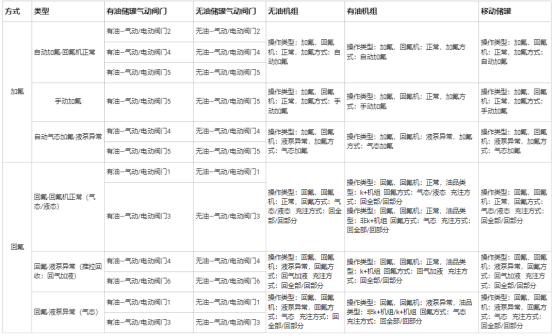 方式 类型 有油储罐气动阀门 无油储罐气动阀门 无油机组 有油机组 移动储罐
加氟
自动加氟-回氟机正常
有油--气动/电动阀门2 无油--气动/电动阀门2
有油--气动/电动阀门4 无油--气动/电动阀门4
有油--气动/电动阀门5 无油--气动/电动阀门5
操作类型：加氟，回氟
机：正常，加氟方式：自
动加氟
操作类型：加氟，回氟机：正常，加氟方
式：自动加氟
操作类型：加氟，回氟
机：正常，加氟方式：
自动加氟
手动加氟
有油--气动/电动阀门5 无油--气动/电动阀门5
操作类型：加氟，回氟
机：正常，加氟方式：手
动加氟
操作类型：加氟，回氟机：正常，加氟方
式：手动加氟
操作类型：加氟，回氟
机：正常，加氟方式：
手动加氟
自动气态加氟-液泵异常
有油--气动/电动阀门4 无油--气动/电动阀门4
有油--气动/电动阀门5 无油--气动/电动阀门5
操作类型：加氟，回氟
机：液泵异常，加氟方
式：气态加氟
操作类型：加氟，回氟机：液泵异常，加氟
方式：气态加氟
操作类型：加氟，回氟
机：液泵异常，加氟方
式：气态加氟
回氟
回氟-回氟机正常（气
态/液态）
有油--气动/电动阀门1 无油--气动/电动阀门1
有油--气动/电动阀门3 无油--气动/电动阀门3
操作类型：回氟，回氟
机：正常，回氟方式：气
态/液态 充注方式：回全
部/回部分
操作类型：回氟，回氟机：正常，油品类
型：k+机组 回氟方式：气态/液态 充注方
式：回全部/回部分
操作类型：回氟，回氟机：正常，油品类
型：非k+机组 回氟方式：气态 充注方式：
回全部/回部分
操作类型：回氟，回氟
机：正常，回氟方式：
气态/液态 充注方式：
回全部/回部分
回氟-液泵异常（推拉回
收：回气加液）
有油--气动/电动阀门4 无油--气动/电动阀门4
有油--气动/电动阀门6 无油--气动/电动阀门6
操作类型：回氟，回氟
机：液泵异常，回氟方
式：回气加液 充注方
式：回全部/回部分
操作类型：回氟，回氟机：正常，油品类
型：k+机组 回氟方式：回气加液 充注方
式：回全部/回部分
操作类型：回氟，回氟
机：液泵异常，回氟方
式：回气加液 充注方
式：回全部/回部分
回氟-液泵异常（气态）
有油--气动/电动阀门1 无油--气动/电动阀门1
有油--气动/电动阀门3 无油--气动/电动阀门3
操作类型：回氟，回氟
机：液泵异常，回氟方
式：气态 充注方式：回
全部/回部分
操作类型：回氟，回氟机：液泵异常，油品
类型：非k+机组/k+机组 回氟方式：气态
充注方式：回全部/回部分
操作类型：回氟，回氟
机：液泵异常，回氟方
式：气态 充注方式：回
全部/回部分